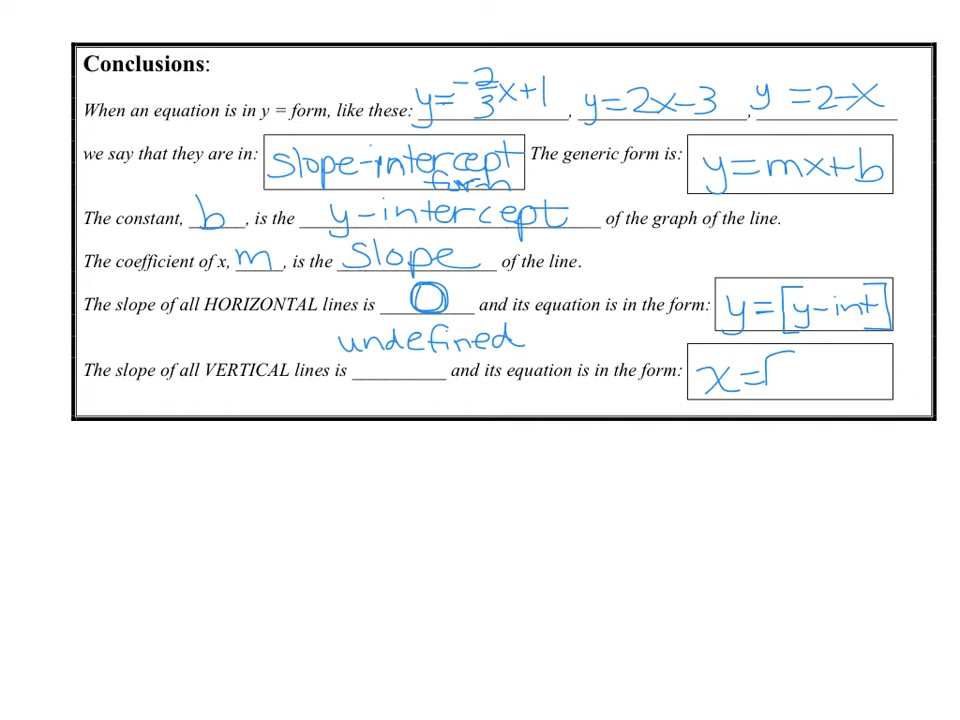 Conclusions:
When an equation is in y = form, like these: y=-2/3x+1, y=2x-3, y=2-x
we say that they are in: slope-intercept form The generic form is: y=mx+b
The constant, b, is the y-intercept of the graph of the line.
The coefficient of x, m, is the slope of the line.
The slope of all HORIZONTAL lines is 0 and its equation is in the form: y=[y-int]
The slope of all VERTICAL lines is undefined and its equation is in the form: x=[